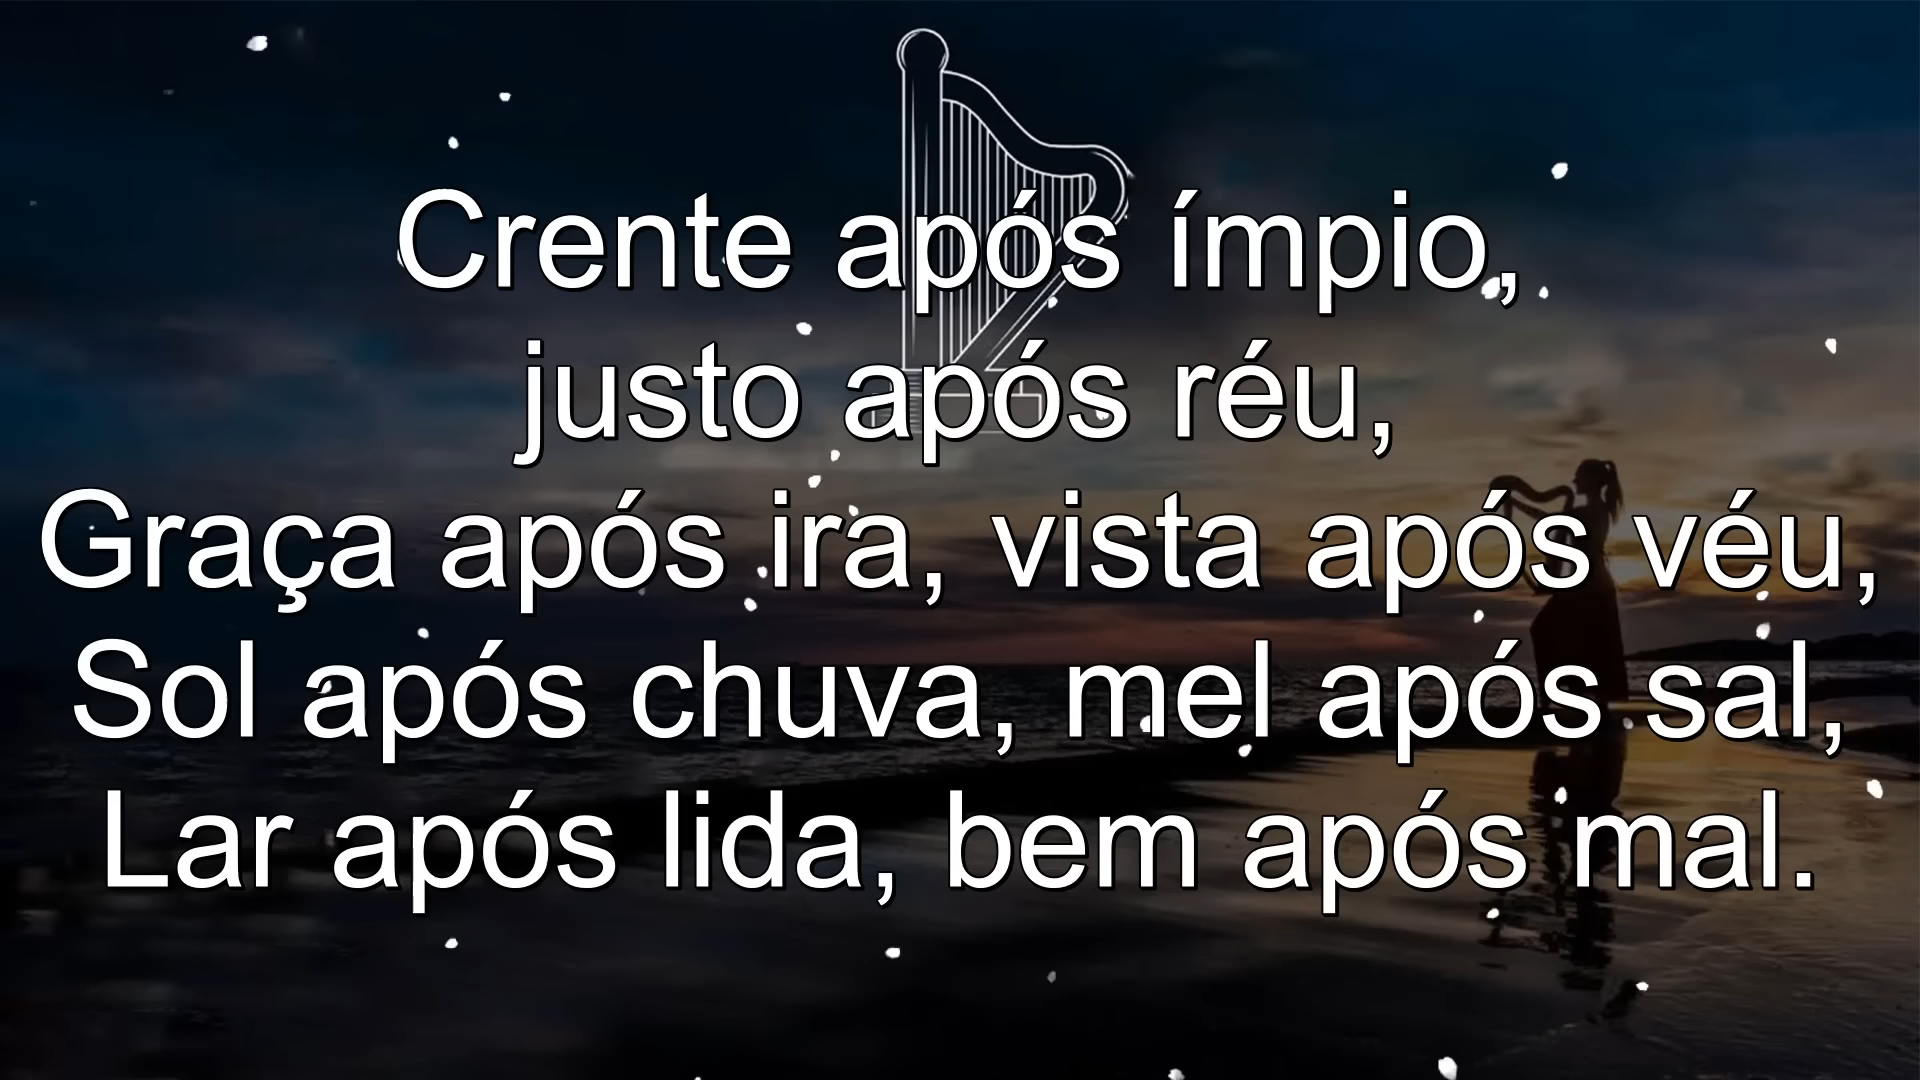 Crente após ímpio,
justo após réu,
Graça após ira, vista após véu,
Sol após chuva, mel após sal,
Lar após lida, bem após mal.